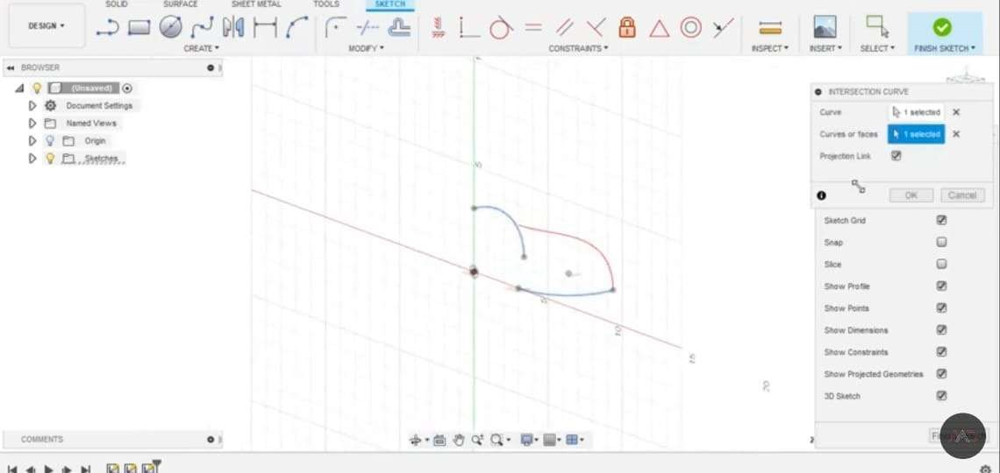 SOLID SURFACE SHEET METAL TOOLS SKETCH
DESIGN
CREATE MODIFY CONSTRAINTS INSPECT INSERT SELECT FINISH SKETCH
BROWSER
(Unsaved)
Document Settings
Named Views
Origin
Sketches
INTERSECTION CURVE
Curve 1 selected
Curves or faces 1 selected
Projection Link
OK Cancel
Sketch Grid
Snap
Slice
Show Profile
Show Points
Show Dimensions
Show Constraints
Show Projected Geometries
3D Sketch
5
5
10
15
20
COMMENTS